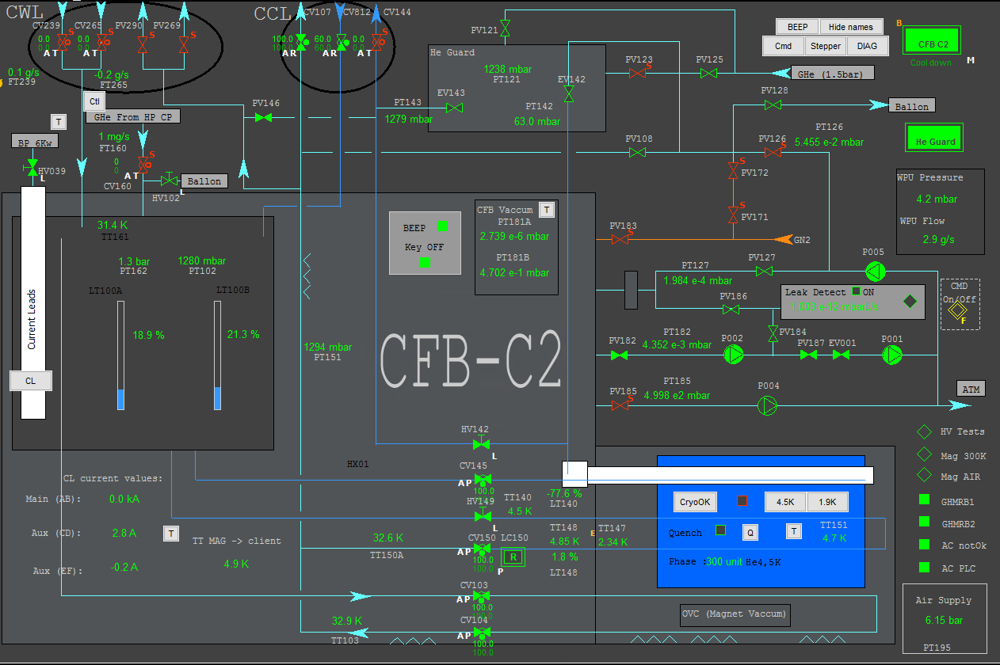 CWL
CCL
CV239
CV265
PV290
PV269
CV107
CV812
CV144
S
S
S
S
S
0.0
0.0
0.0
0.0
100.0
100.0
60.0
60.0
0.0
0.0
A T
A T
AR
AR
A T
0.1 g/s
FT239
-0.2 g/s
FT265
PV121
BEEP
Hide names
Cmd
Stepper
DIAG
B
CFB C2
Cool down
M
He Guard
1238 mbar
PT121
EV142
EV143
PT142
63.0 mbar
PV123
S
PV125
GHe (1.5bar)
Ctl
GHe From HP CP
PV146
PT143
1279 mbar
PV128
Ballon
T
BP 6Kw
HV039
L
1 mg/s
FT160
0
0
S
A T
CV160
HV102
L
Ballon
PV108
PV126
S
PT126
5.455 e-2 mbar
He Guard
S
PV172
S
PV171
WPU Pressure
4.2 mbar
WPU Flow
2.9 g/s
31.4 K
TT161
1.3 bar
PT162
1280 mbar
PT102
LT100A
18.9 %
LT100B
21.3 %
Current Leads
CL
BEEP
Key OFF
CFB Vaccum
T
PT181A
2.739 e-6 mbar
PT181B
4.702 e-1 mbar
PV183
S
GN2
PT127
1.984 e-4 mbar
PV127
P005
PV186
Leak Detect
ON
CMD
On/Off
F
1294 mbar
PT151
CFB-C2
PV182
PT182
4.352 e-3 mbar
P002
PV184
PV187
EV001
P001
PV185
S
PT185
4.998 e2 mbar
P004
ATM
HV142
L
HX01
CV145
AP
100.0
HV149
L
TT140
4.5 K
-77.6 %
LT140
HV Tests
Mag 300K
Mag AIR
GHMRB1
GHMRB2
AC notOk
AC PLC
CL current values:
Main (AB):
0.0 kA
Aux (CD):
2.8 A
T
TT MAG -> client
4.9 K
Aux (EF):
-0.2 A
32.6 K
TT150A
CV150
AP
100.0
100.0
LC150
R
P
TT148
4.85 K
1.8 %
LT148
E
TT147
2.34 K
CryoOK
4.5K
1.9K
Quench
Q
T
TT151
4.7 K
Phase :
300 unit
He4,5K
CV103
AP
100.0
100.0
CV104
AP
100.0
100.0
32.9 K
TT103
OVC (Magnet Vaccum)
Air Supply
6.15 bar
PT195